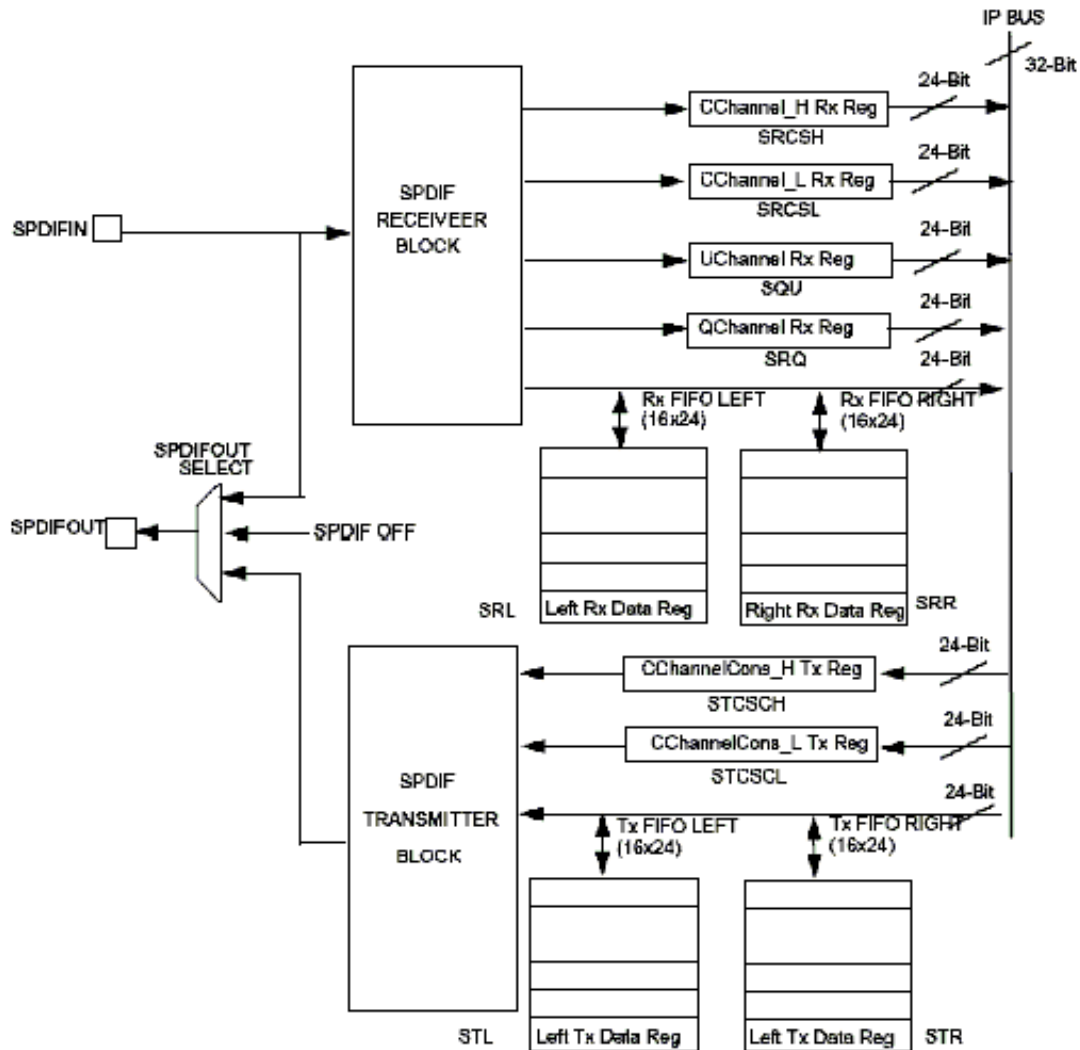 IP BUS
32-Bit
24-Bit
CChannel_H Rx Reg
SRCSH
24-Bit
CChannel_L Rx Reg
SRCSL
SPDIF
RECEIVEER
BLOCK
SPDIFIN
24-Bit
UChannel Rx Reg
SQU
24-Bit
QChannel Rx Reg
SRQ
24-Bit
Rx FIFO LEFT
(16x24)
Rx FIFO RIGHT
(16x24)
SPDIFOUT
SELECT
SPDIFOUT
SPDIF OFF
SRL
Left Rx Data Reg
Right Rx Data Reg
SRR
24-Bit
CChannelCons_H Tx Reg
STCSCH
24-Bit
CChannelCons_L Tx Reg
STCSCL
SPDIF
TRANSMITTER
BLOCK
24-Bit
Tx FIFO LEFT
(16x24)
Tx FIFO RIGHT
(16x24)
STL
Left Tx Data Reg
Left Tx Data Reg
STR